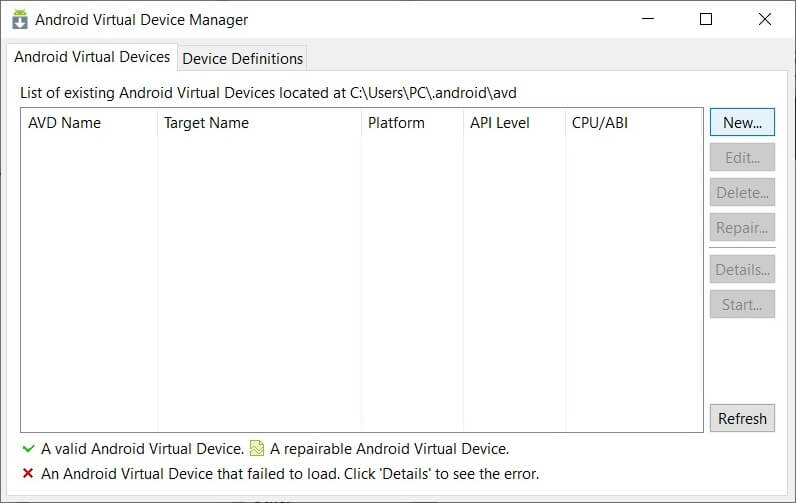 Android Virtual Device Manager
Android Virtual Devices
Device Definitions
List of existing Android Virtual Devices located at C:\Users\PC\.android\avd
AVD Name Target Name Platform API Level CPU/ABI
New...
Edit...
Delete...
Repair...
Details...
Start...
Refresh
A valid Android Virtual Device. A repairable Android Virtual Device.
An Android Virtual Device that failed to load. Click 'Details' to see the error.